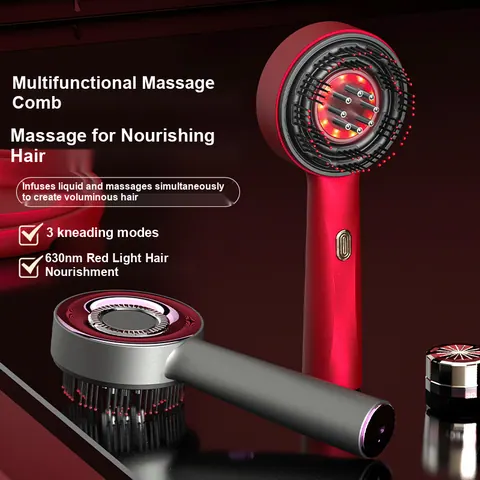 Multifunctional Massage
Comb
Massage for Nourishing
Hair
Infuses liquid and massages simultaneously
to create voluminous hair
3 kneading modes
630nm Red Light Hair
Nourishment